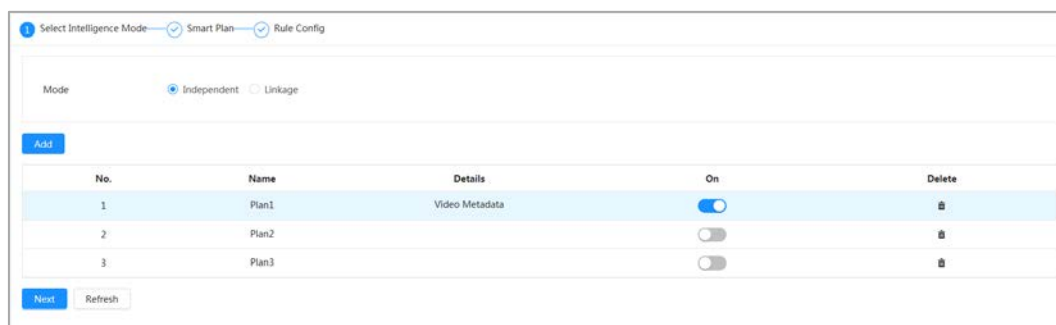 1 Select Intelligence Mode Smart Plan Rule Config
Mode Independent Linkage
Add
No. Name Details On Delete
1 Plan1 Video Metadata
2 Plan2
3 Plan3
Next Refresh